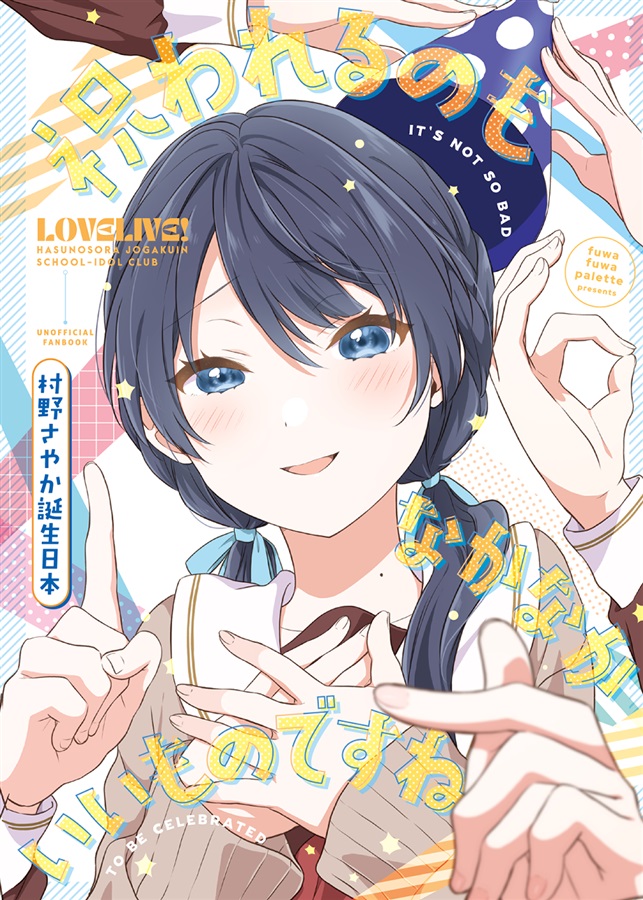 祝われるのも
IT'S NOT SO BAD
LOVELIVE!
HASUNOSORA JOGAKUIN
SCHOOL-IDOL CLUB
UNOFFICIAL
FANBOOK
fuwa
fuwa
palette
presents
村野さやか誕生日本
なかなか
いいものですね
TO BE CELEBRATED